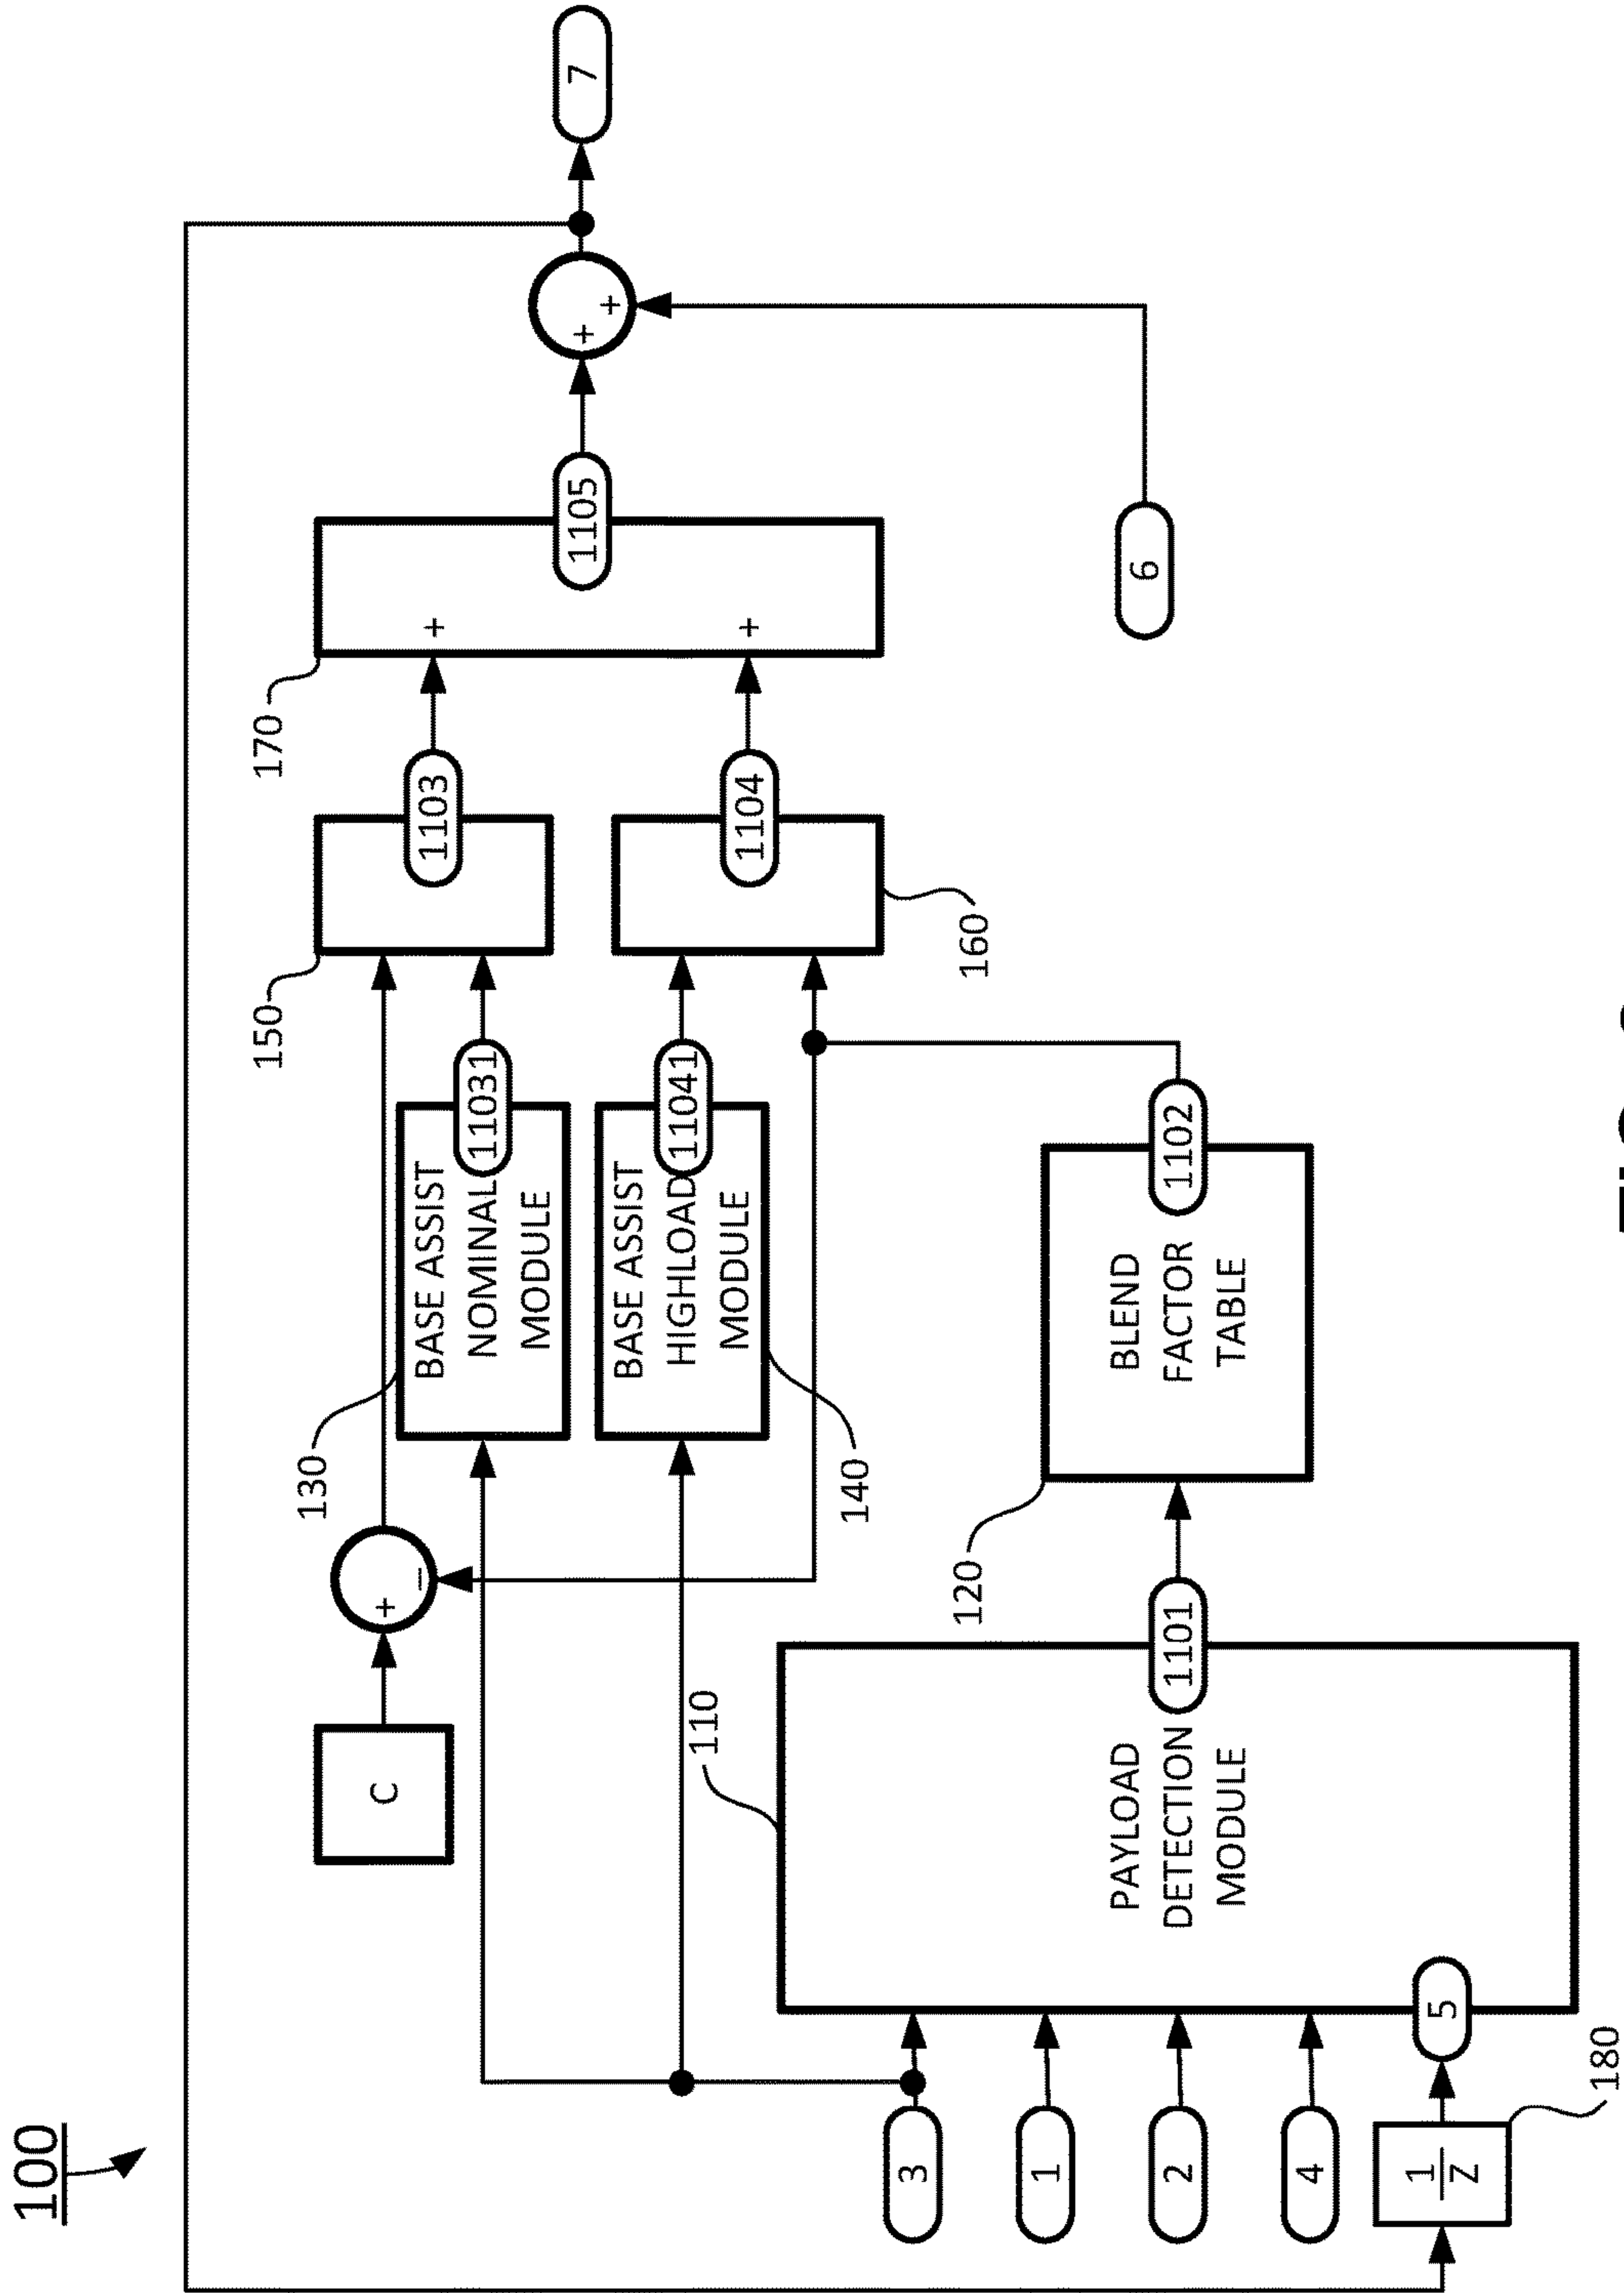 100
C
+
−
130
BASE ASSIST
NOMINAL
MODULE
11031
150
1103
170
+
+
1105
+
+
7
BASE ASSIST
HIGHLOAD
MODULE
11041
140
1104
160
110
PAYLOAD
DETECTION
MODULE
1101
120
BLEND
FACTOR
TABLE
1102
6
3
1
2
4
5
1
Z
180